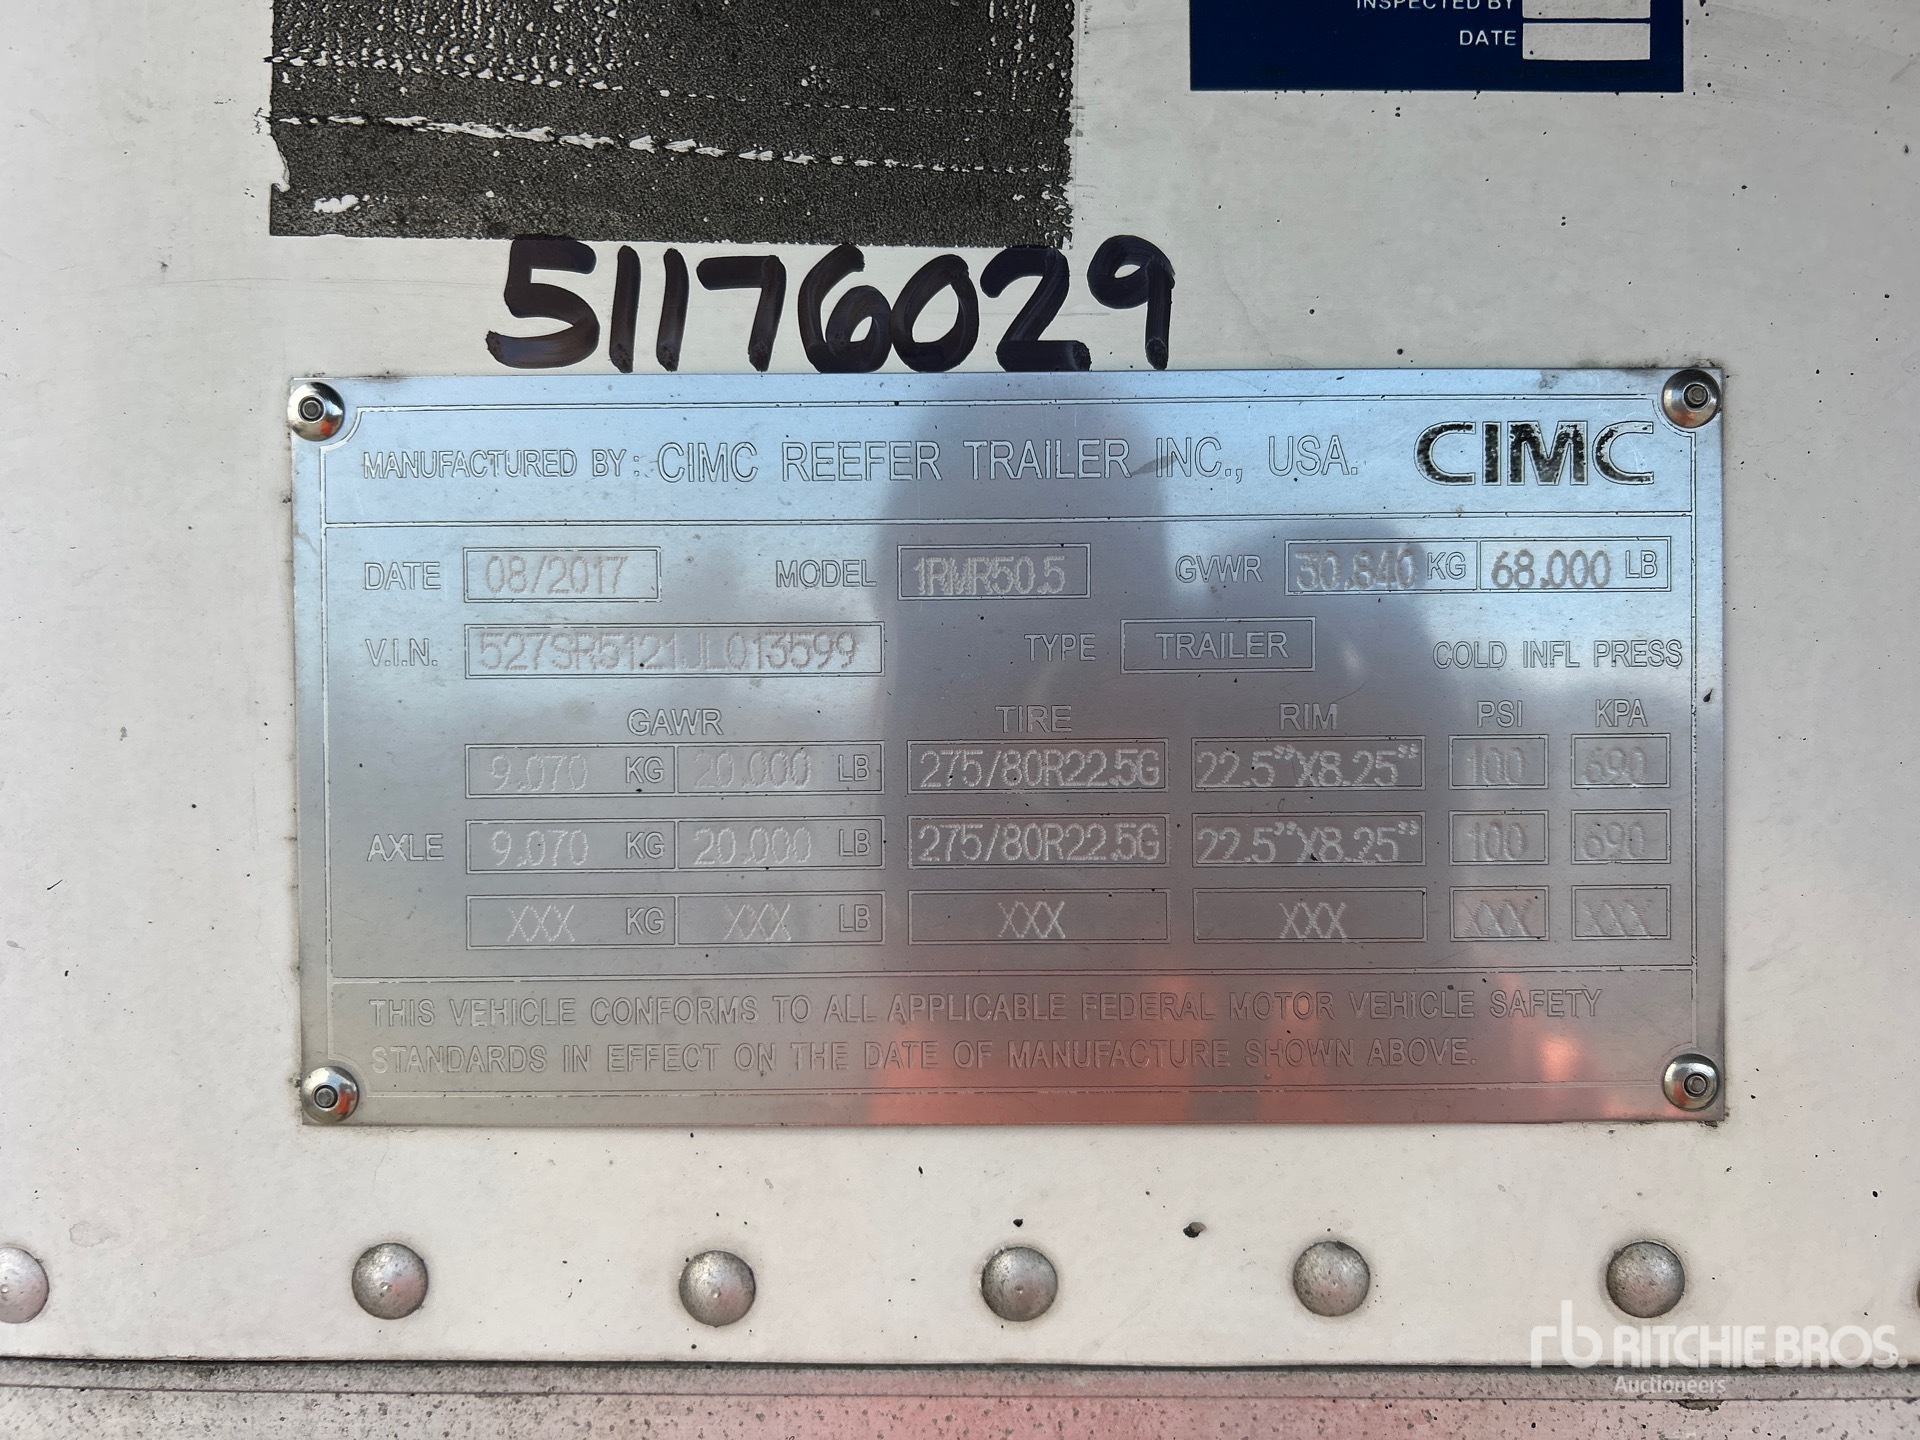 INSPECTED BY
DATE
51176029
MANUFACTURED BY: CIMC REEFER TRAILER INC., USA. CIMC
DATE 08/2017 MODEL 1RMR50.5 GVWR 30.840 KG 68.000 LB
V.I.N. 527SR5121JL013599 TYPE TRAILER COLD INFL PRESS
GAWR TIRE RIM PSI KPA
9.070 KG 20.000 LB 275/80R22.5G 22.5”X8.25” 100 690
AXLE 9.070 KG 20.000 LB 275/80R22.5G 22.5”X8.25” 100 690
XXX KG XXX LB XXX XXX XXX XXX
THIS VEHICLE CONFORMS TO ALL APPLICABLE FEDERAL MOTOR VEHICLE SAFETY
STANDARDS IN EFFECT ON THE DATE OF MANUFACTURE SHOWN ABOVE.
rb RITCHIE BROS.
Auctioneers